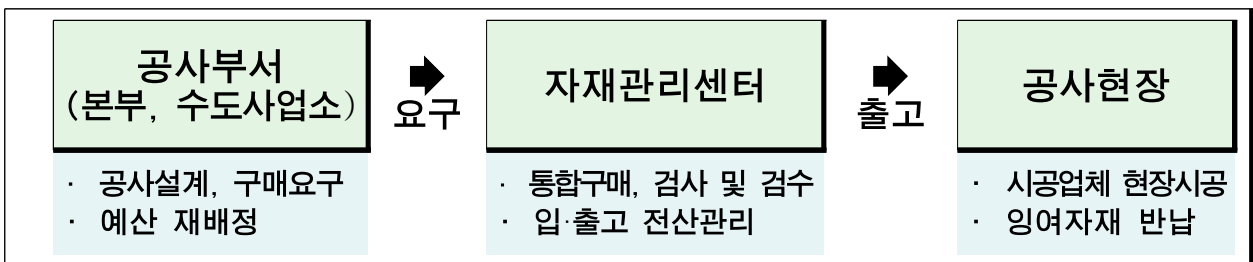 공사부서
(본부, 수도사업소)
요구
자재관리센터
출고
공사현장
· 공사설계, 구매요구
· 예산 재배정
· 통합구매, 검사 및 검수
· 입·출고 전산관리
· 시공업체 현장시공
· 잉여자재 반납